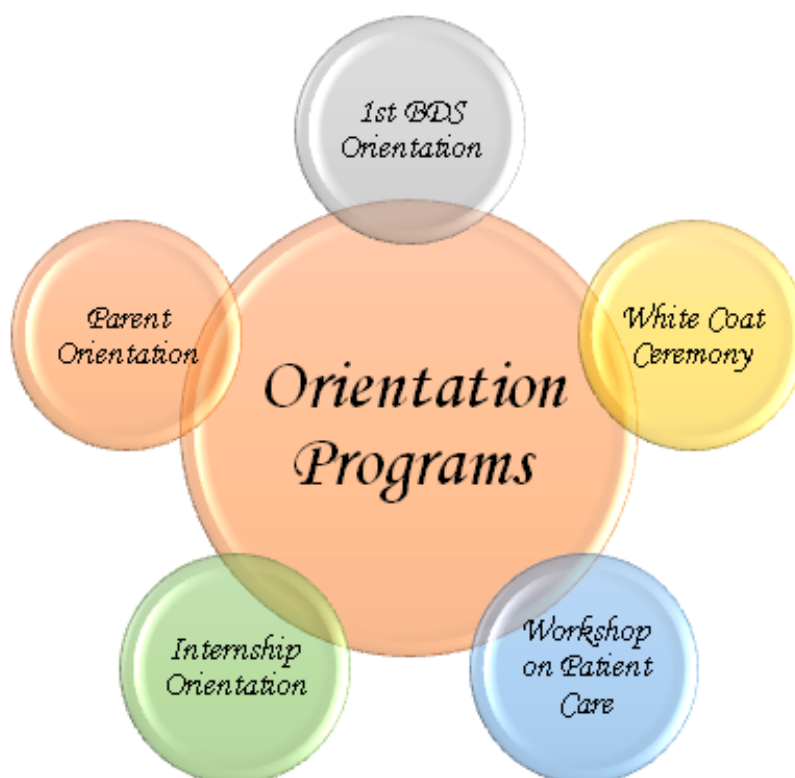 1st BDS
Orientation
Parent
Orientation
White Coat
Ceremony
Orientation
Programs
Internship
Orientation
Workshop
on Patient
Care